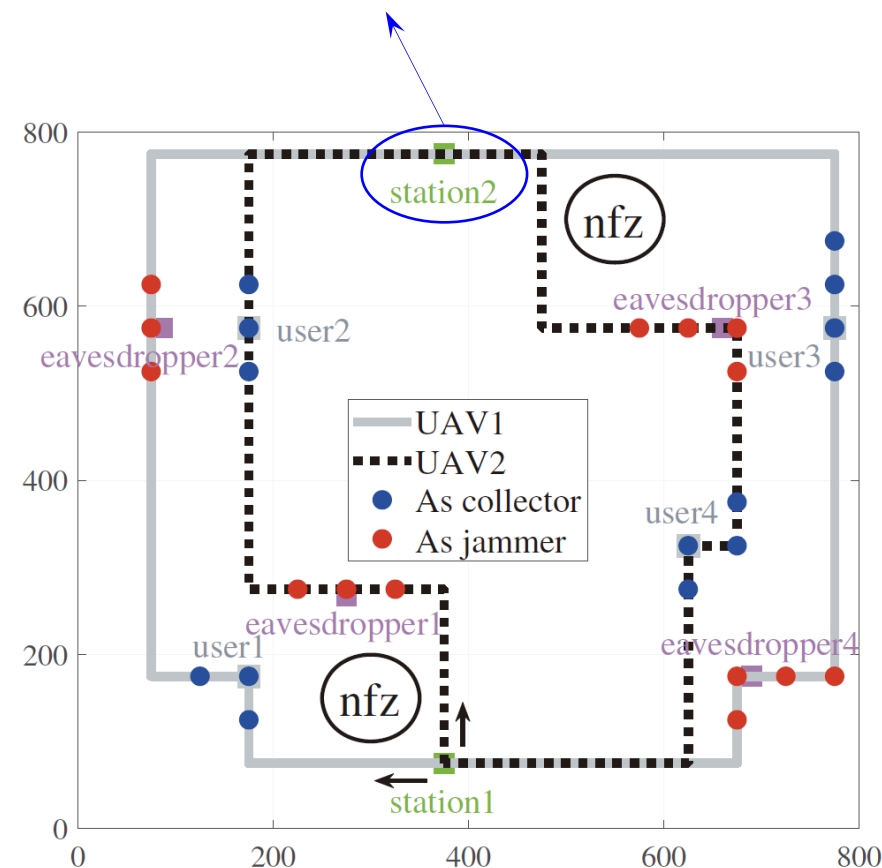 800
station2
nfz
eavesdropper3
600
user2
user3
eavesdropper2
UAV1
UAV2
400
As collector
user4
As jammer
eavesdropper1
user1
eavesdropper4
200
nfz
station1
0
0
200
400
600
800